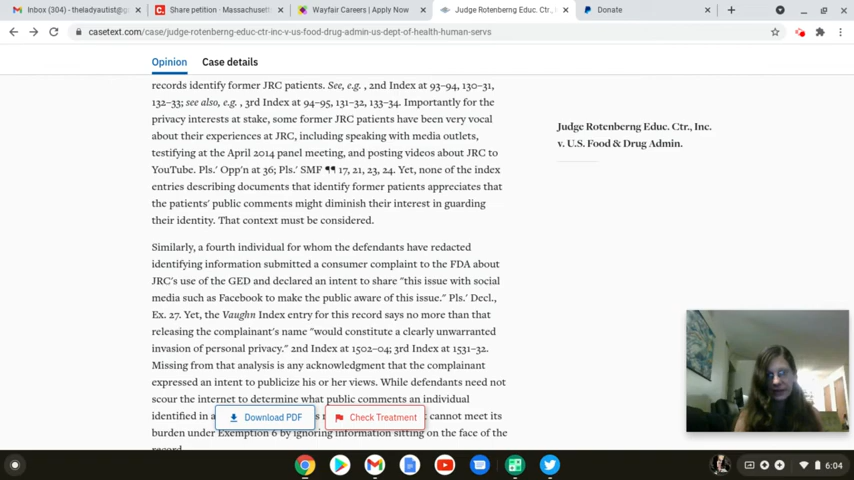 Inbox (304) - theladyautist@g
Share petition · Massachuset
Wayfair Careers | Apply Now
Judge Rotenberng Educ. Ctr.,
Donate
casetext.com/case/judge-rotenberng-educ-ctr-inc-v-us-food-drug-admin-us-dept-of-health-human-servs
Opinion
Case details
records identify former JRC patients. See, e.g. , 2nd Index at 93–94, 130–31,
132–33; see also, e.g. , 3rd Index at 94–95, 131–32, 133–34. Importantly for the
privacy interests at stake, some former JRC patients have been very vocal
about their experiences at JRC, including speaking with media outlets,
testifying at the April 2014 panel meeting, and posting videos about JRC to
YouTube. Pls.' Opp'n at 36; Pls.' SMF ¶¶ 17, 21, 23, 24. Yet, none of the index
entries describing documents that identify former patients appreciates that
the patients' public comments might diminish their interest in guarding
their identity. That context must be considered.
Similarly, a fourth individual for whom the defendants have redacted
identifying information submitted a consumer complaint to the FDA about
JRC's use of the GED and declared an intent to share "this issue with social
media such as Facebook to make the public aware of this issue." Pls.' Decl.,
Ex. 27. Yet, the Vaughn Index entry for this record says no more than that
releasing the complainant's name "would constitute a clearly unwarranted
invasion of personal privacy." 2nd Index at 1502–04; 3rd Index at 1531–32.
Missing from that analysis is any acknowledgment that the complainant
expressed an intent to publicize his or her views. While defendants need not
scour the internet to determine what public comments an individual
identified in a
cannot meet its
burden under Exemption 6 by ignoring information sitting on the face of the
record.
Download PDF
Check Treatment
Judge Rotenberng Educ. Ctr., Inc.
v. U.S. Food & Drug Admin.
6:04